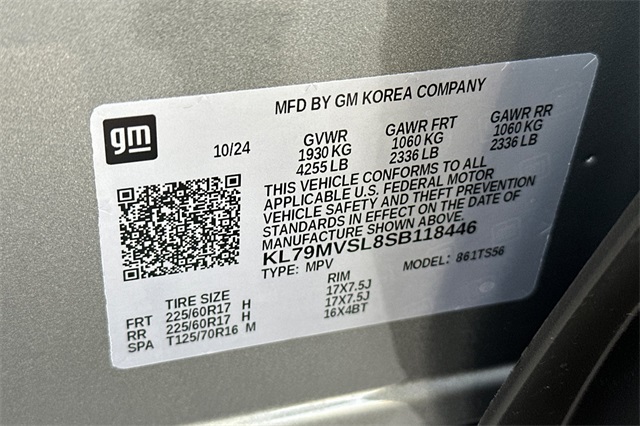 MFD BY GM KOREA COMPANY
gm
10/24
GVWR GAWR FRT GAWR RR
1930 KG 1060 KG 1060 KG
4255 LB 2336 LB 2336 LB
THIS VEHICLE CONFORMS TO ALL
APPLICABLE U.S. FEDERAL MOTOR
VEHICLE SAFETY AND THEFT PREVENTION
STANDARDS IN EFFECT ON THE DATE OF
MANUFACTURE SHOWN ABOVE.
KL79MVSL8SB118446
TYPE: MPV MODEL: 861TS56
TIRE SIZE RIM
FRT 225/60R17 H 17X7.5J
RR 225/60R17 H 17X7.5J
SPA T125/70R16 M 16X4BT